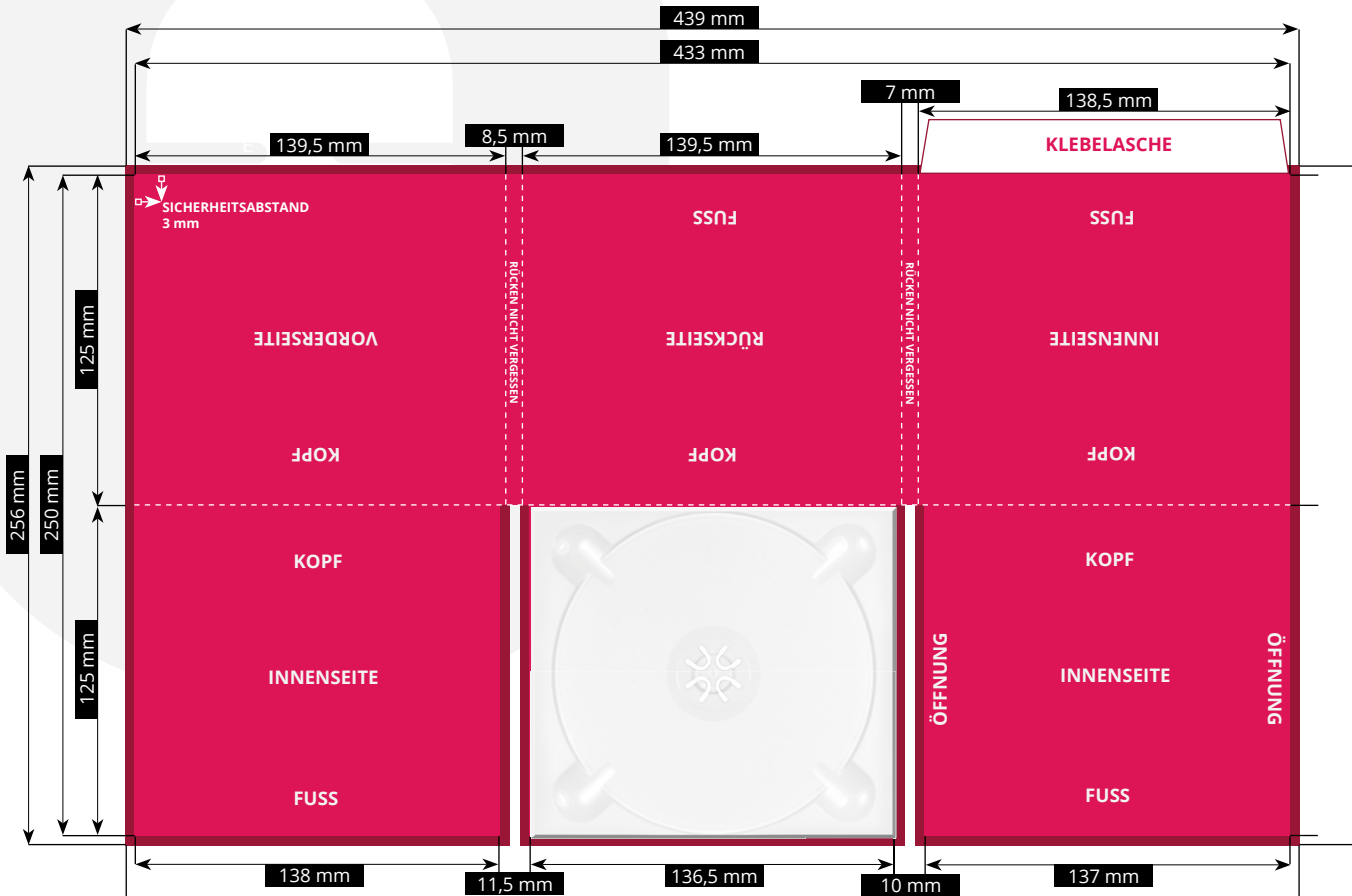 439 mm
433 mm
7 mm
138,5 mm
8,5 mm
139,5 mm
139,5 mm
E
KLEBELASCHE
SICHERHEITSABSTAND
3 mm
FUSS
FUSS
125 mm
VORDERSEITE
RÜCKEN NICHT VERGESSEN
RÜCKSEITE
RÜCKEN NICHT VERGESSEN
INNENSEITE
KOPF
KOPF
KOPF
256 mm
250 mm
KOPF
KOPF
125 mm
INNENSEITE
ÖFFNUNG
INNENSEITE
ÖFFNUNG
FUSS
FUSS
138 mm
11,5 mm
136,5 mm
10 mm
137 mm